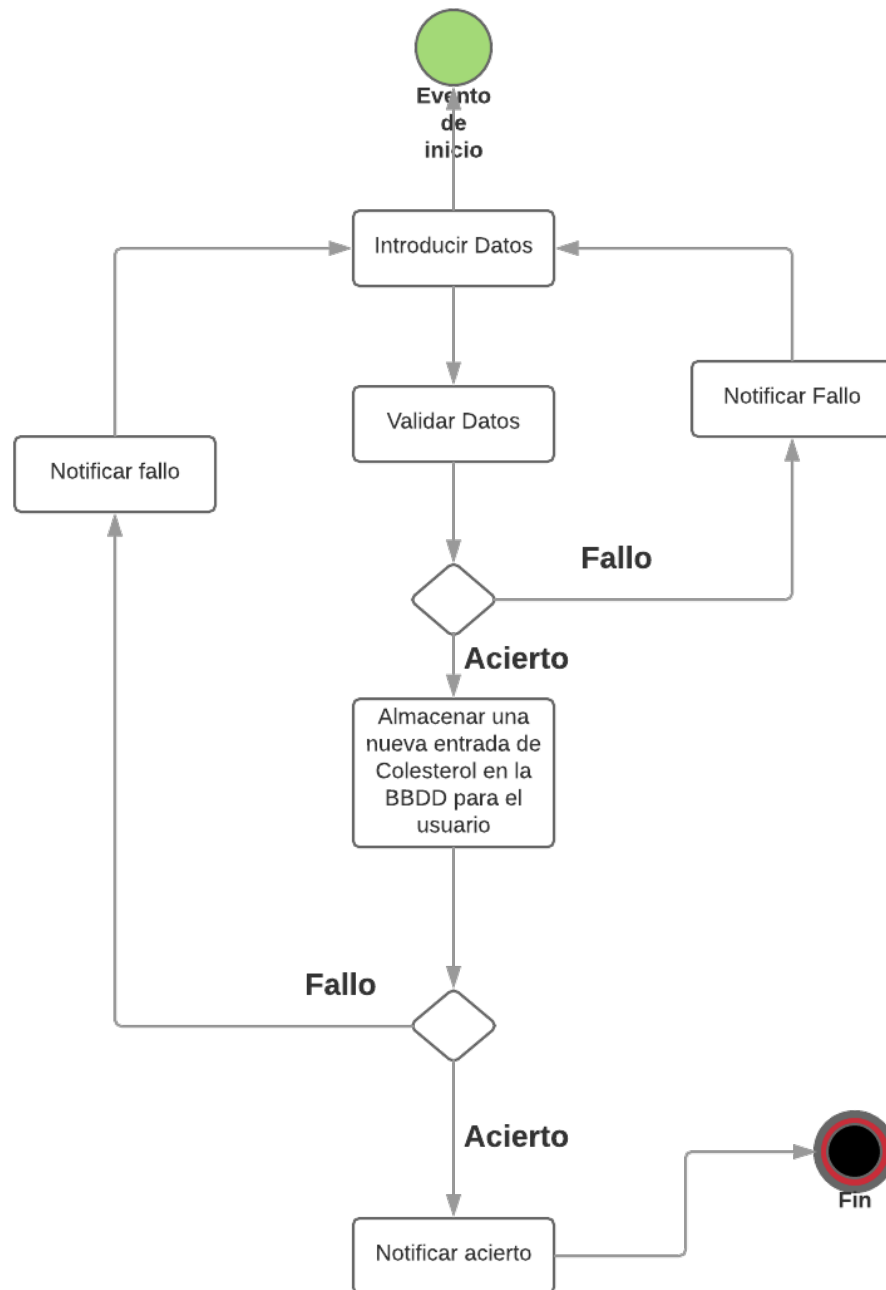 Evento
de
inicio
Introducir Datos
Notificar Fallo
Validar Datos
Notificar fallo
Fallo
Acierto
Almacenar una
nueva entrada de
Colesterol en la
BBDD para el
usuario
Fallo
Acierto
Fin
Notificar acierto